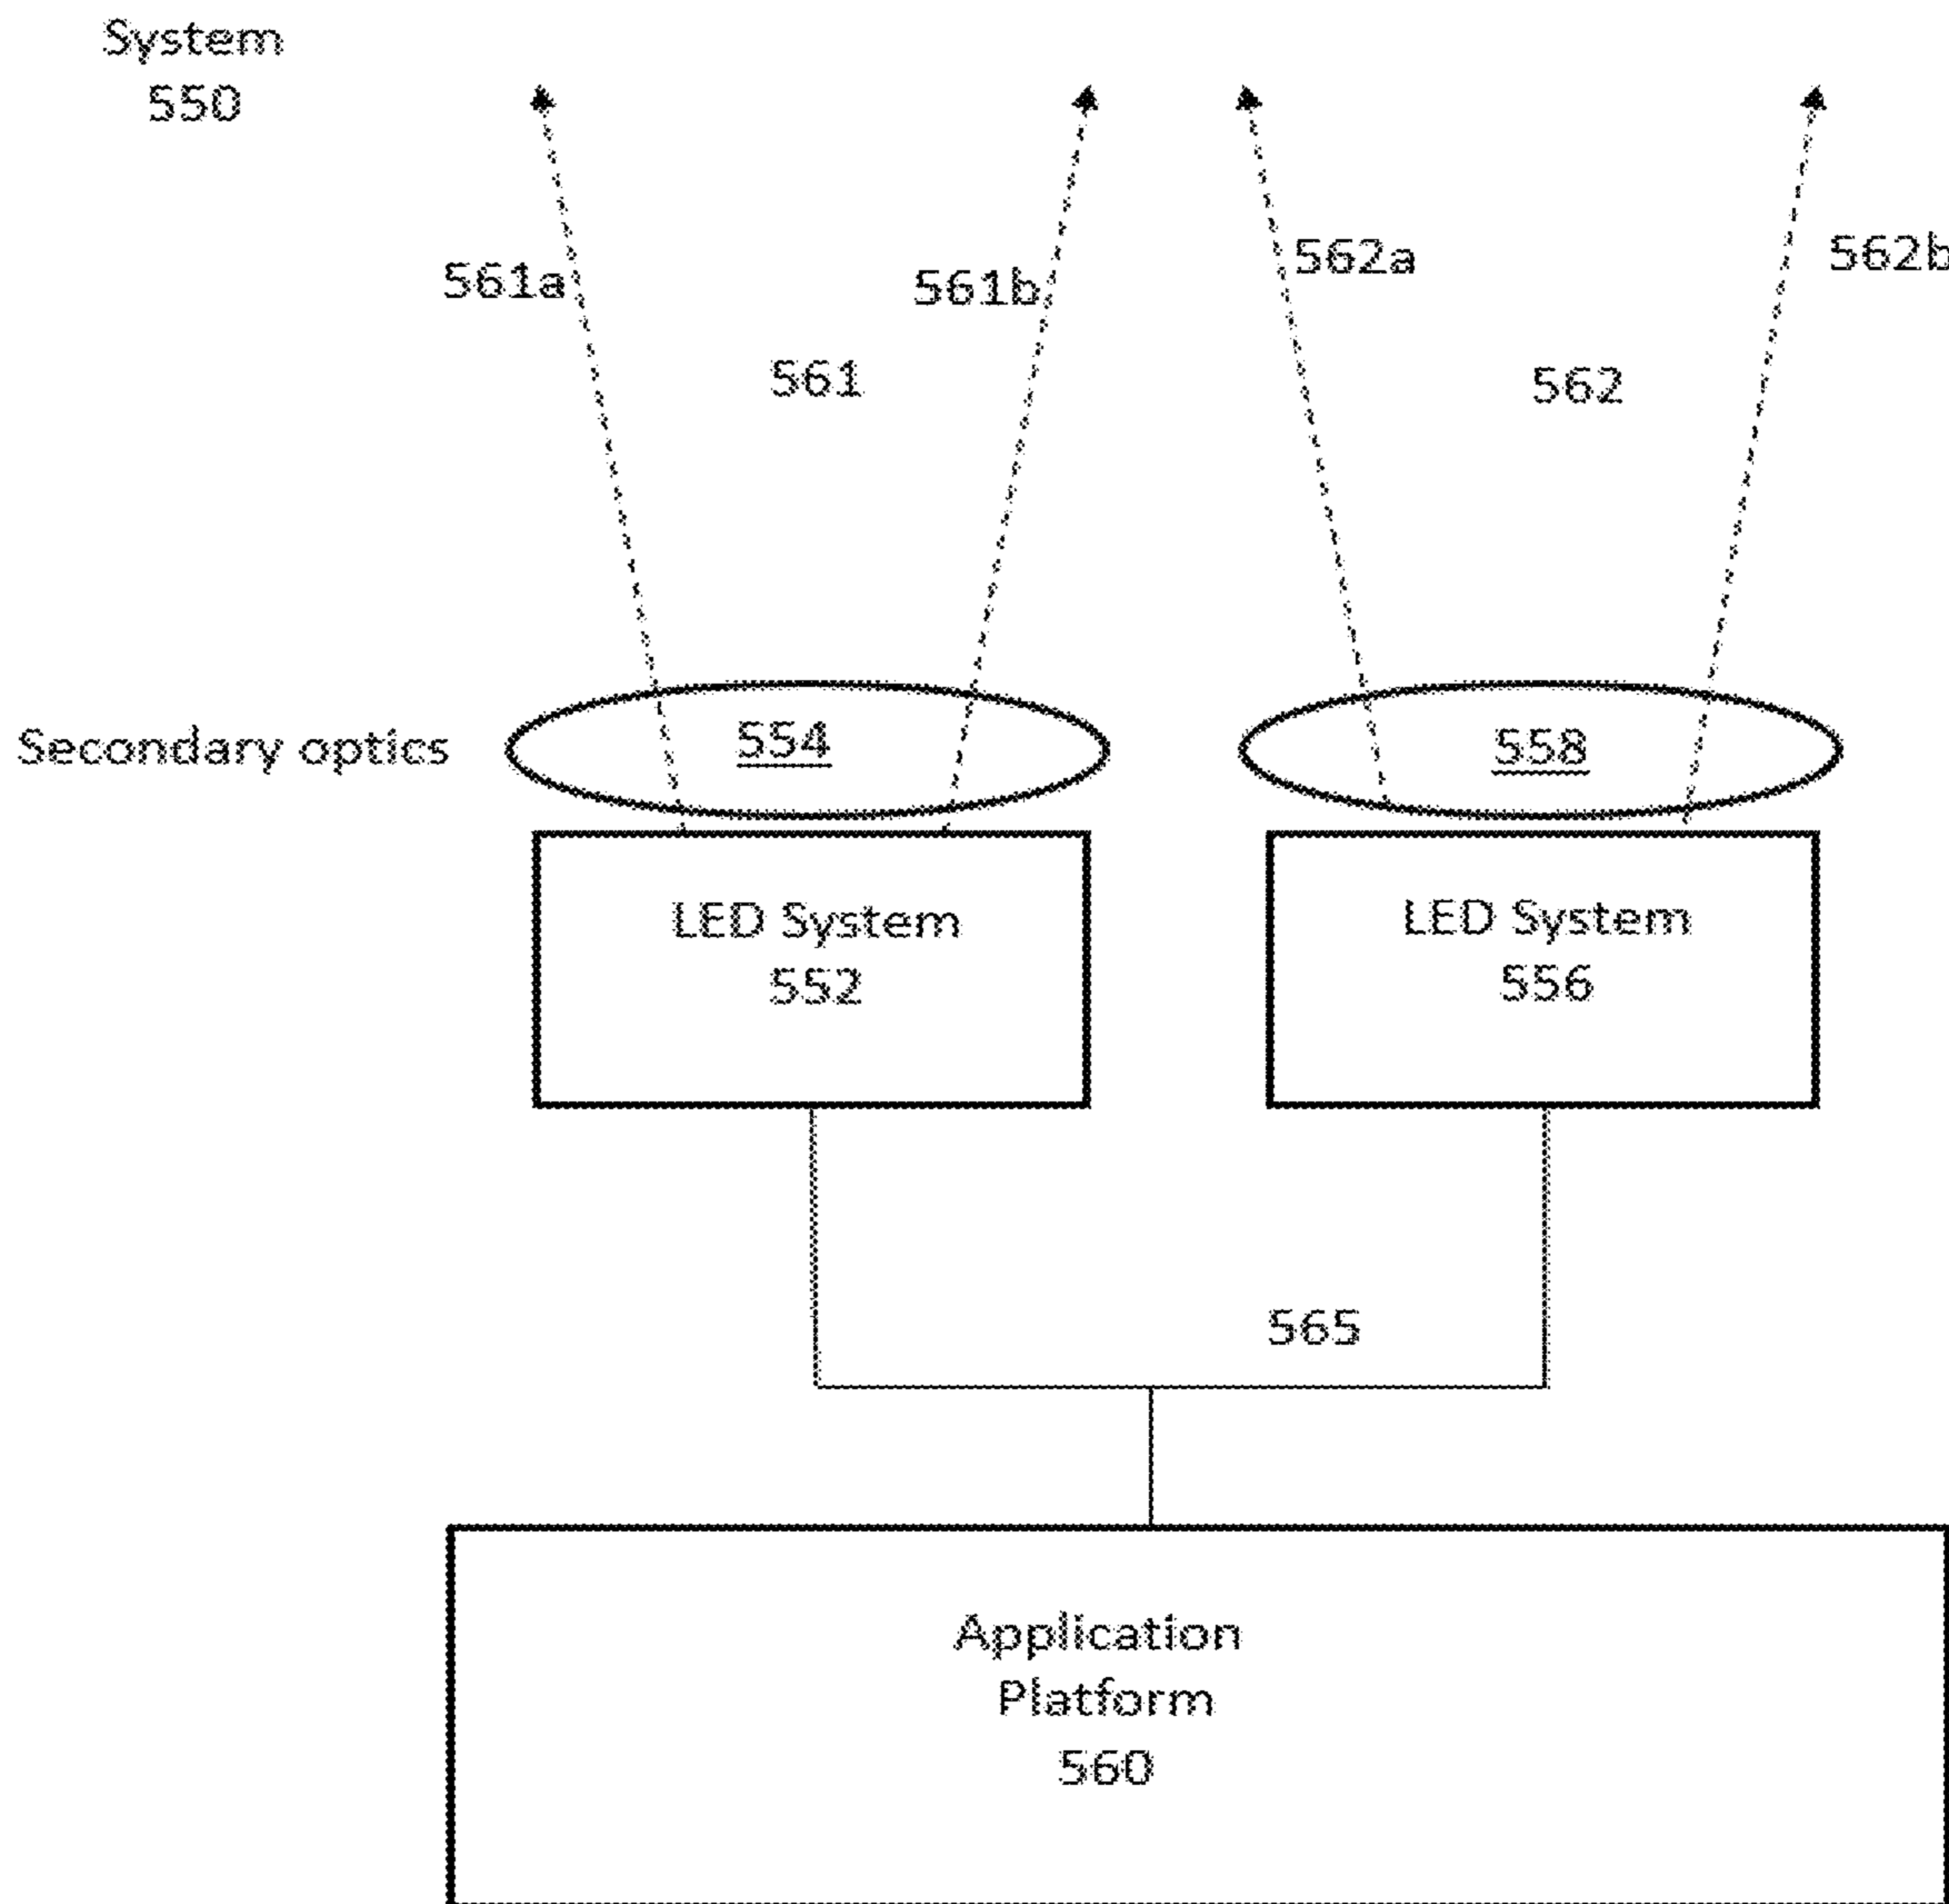 System
550
561a
561b
562a
562b
561
562
Secondary optics
554
558
LED System
552
LED System
556
565
Application
Platform
560